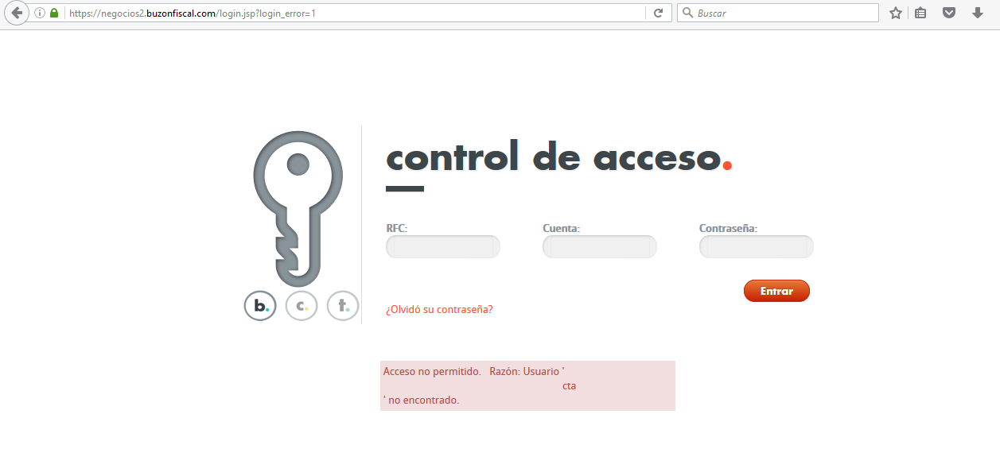 https://negocios2.buzonfiscal.com/login.jsp?login_error=1
Buscar
control de acceso.
RFC:
Cuenta:
Contraseña:
Entrar
b.
c.
t.
¿Olvidó su contraseña?
Acceso no permitido. Razón: Usuario '
cta
' no encontrado.